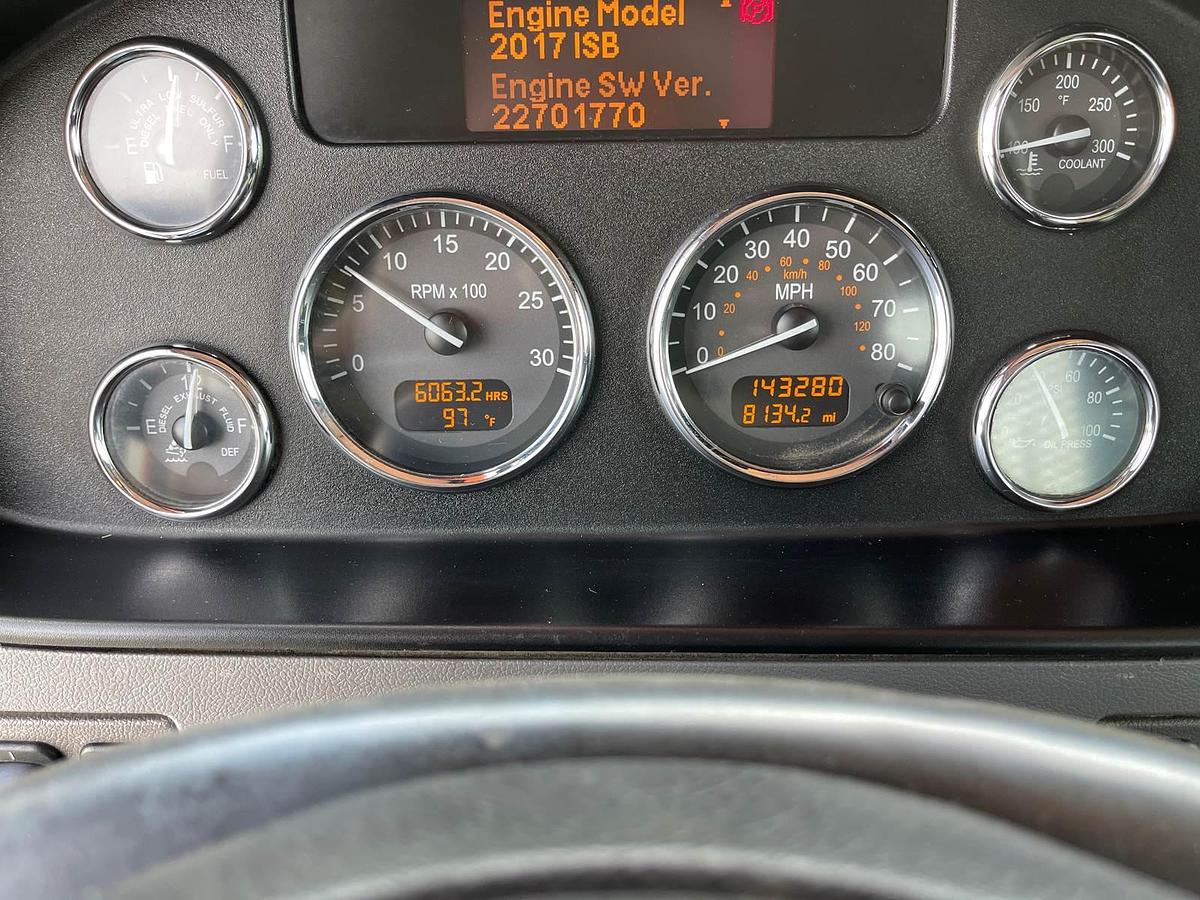 Engine Model
2017 ISB
Engine SW Ver.
22701770
ULTRA LOW SULFUR
DIESEL FUEL ONLY
E F
FUEL
100 150 200 250 300
°F
COOLANT
0 5 10 15 20 25 30
RPM x 100
6063.2 HRS
97 °F
0 10 20 30 40 50 60 70 80
0 20 40 60 80 100 120
km/h
MPH
143280
8134.2 mi
DIESEL EXHAUST FLUID
E F
DEF
20 40 60 80 100
PSI
OIL PRESS